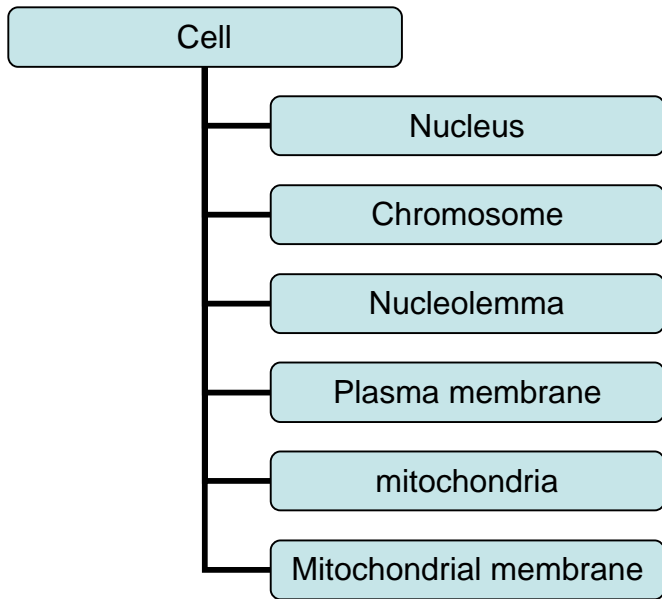 Cell
Nucleus
Chromosome
Nucleolemma
Plasma membrane
mitochondria
Mitochondrial membrane